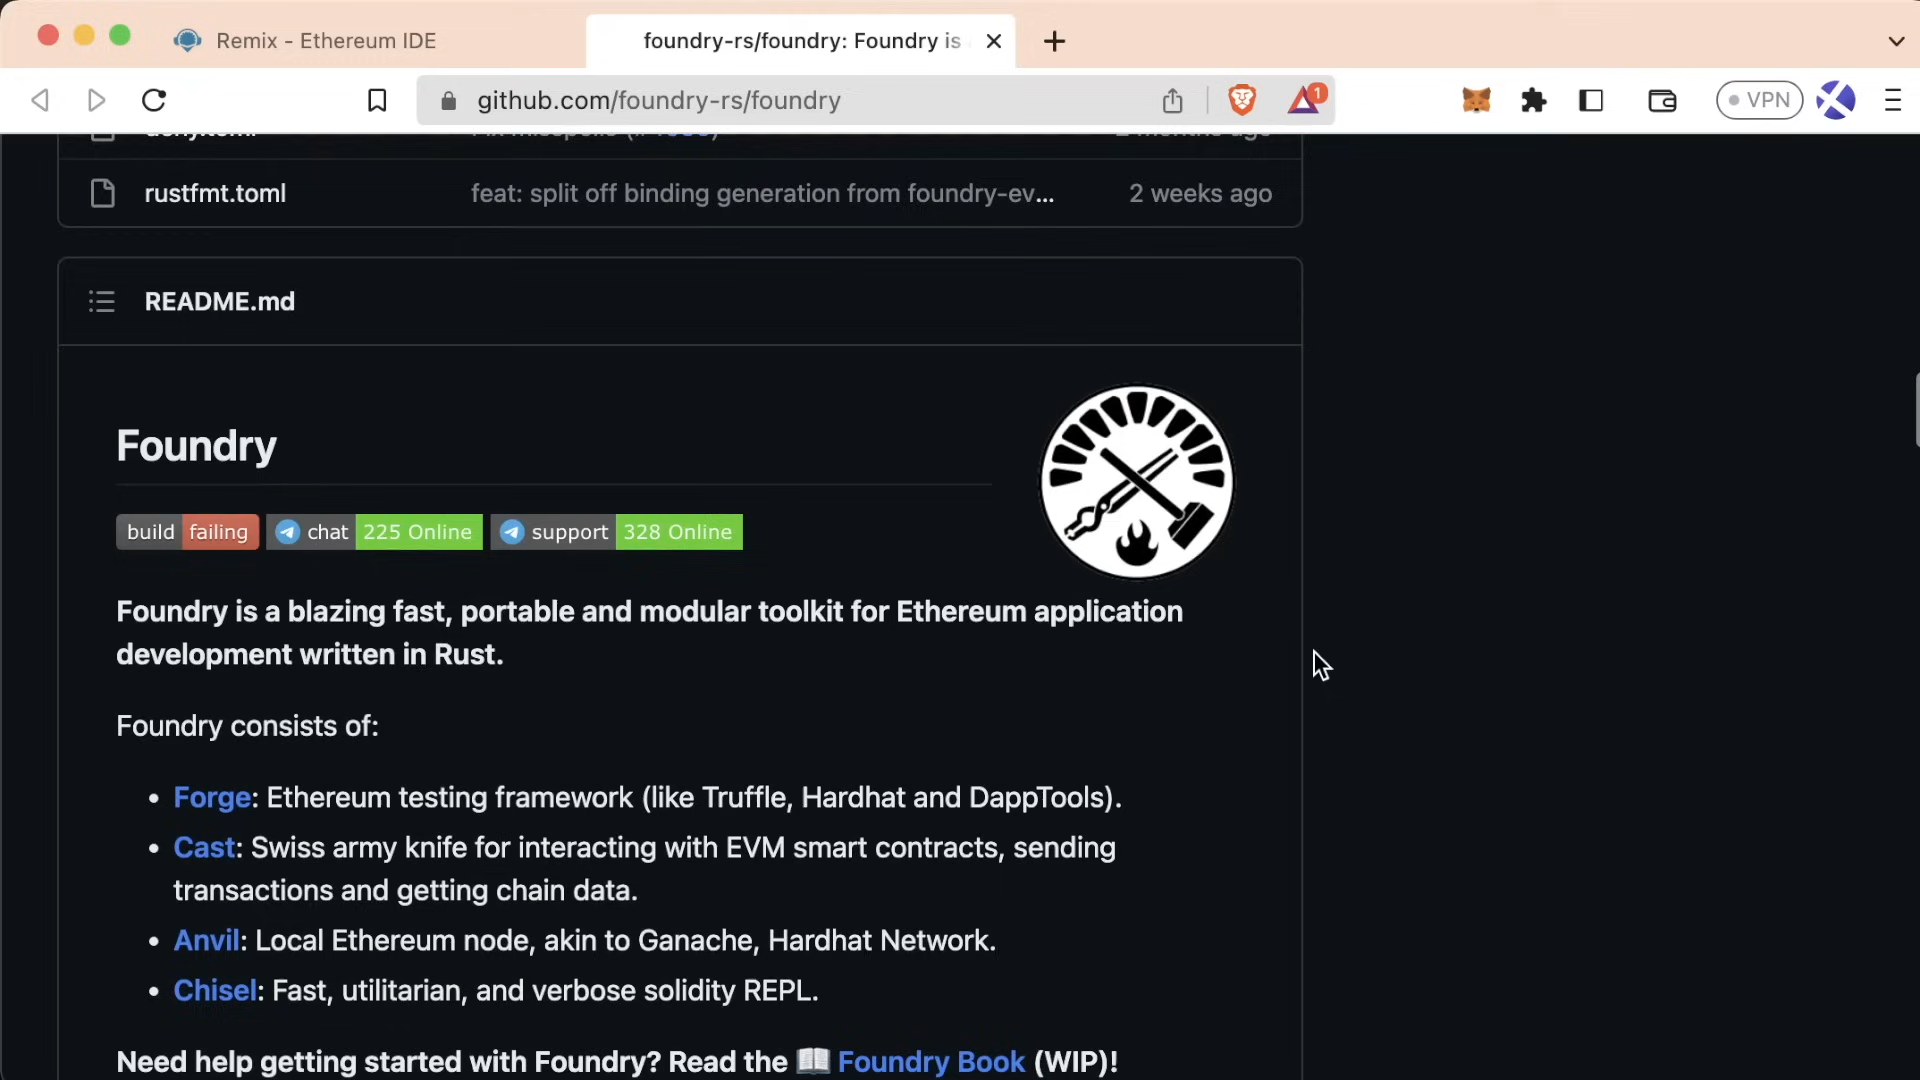 Remix - Ethereum IDE
foundry-rs/foundry: Foundry is
github.com/foundry-rs/foundry
1
VPN
rustfmt.toml feat: split off binding generation from foundry-ev... 2 weeks ago
README.md
Foundry
build failing chat 225 Online support 328 Online
Foundry is a blazing fast, portable and modular toolkit for Ethereum application
development written in Rust.
Foundry consists of:
• Forge: Ethereum testing framework (like Truffle, Hardhat and DappTools).
• Cast: Swiss army knife for interacting with EVM smart contracts, sending
transactions and getting chain data.
• Anvil: Local Ethereum node, akin to Ganache, Hardhat Network.
• Chisel: Fast, utilitarian, and verbose solidity REPL.
Need help getting started with Foundry? Read the 📖 Foundry Book (WIP)!